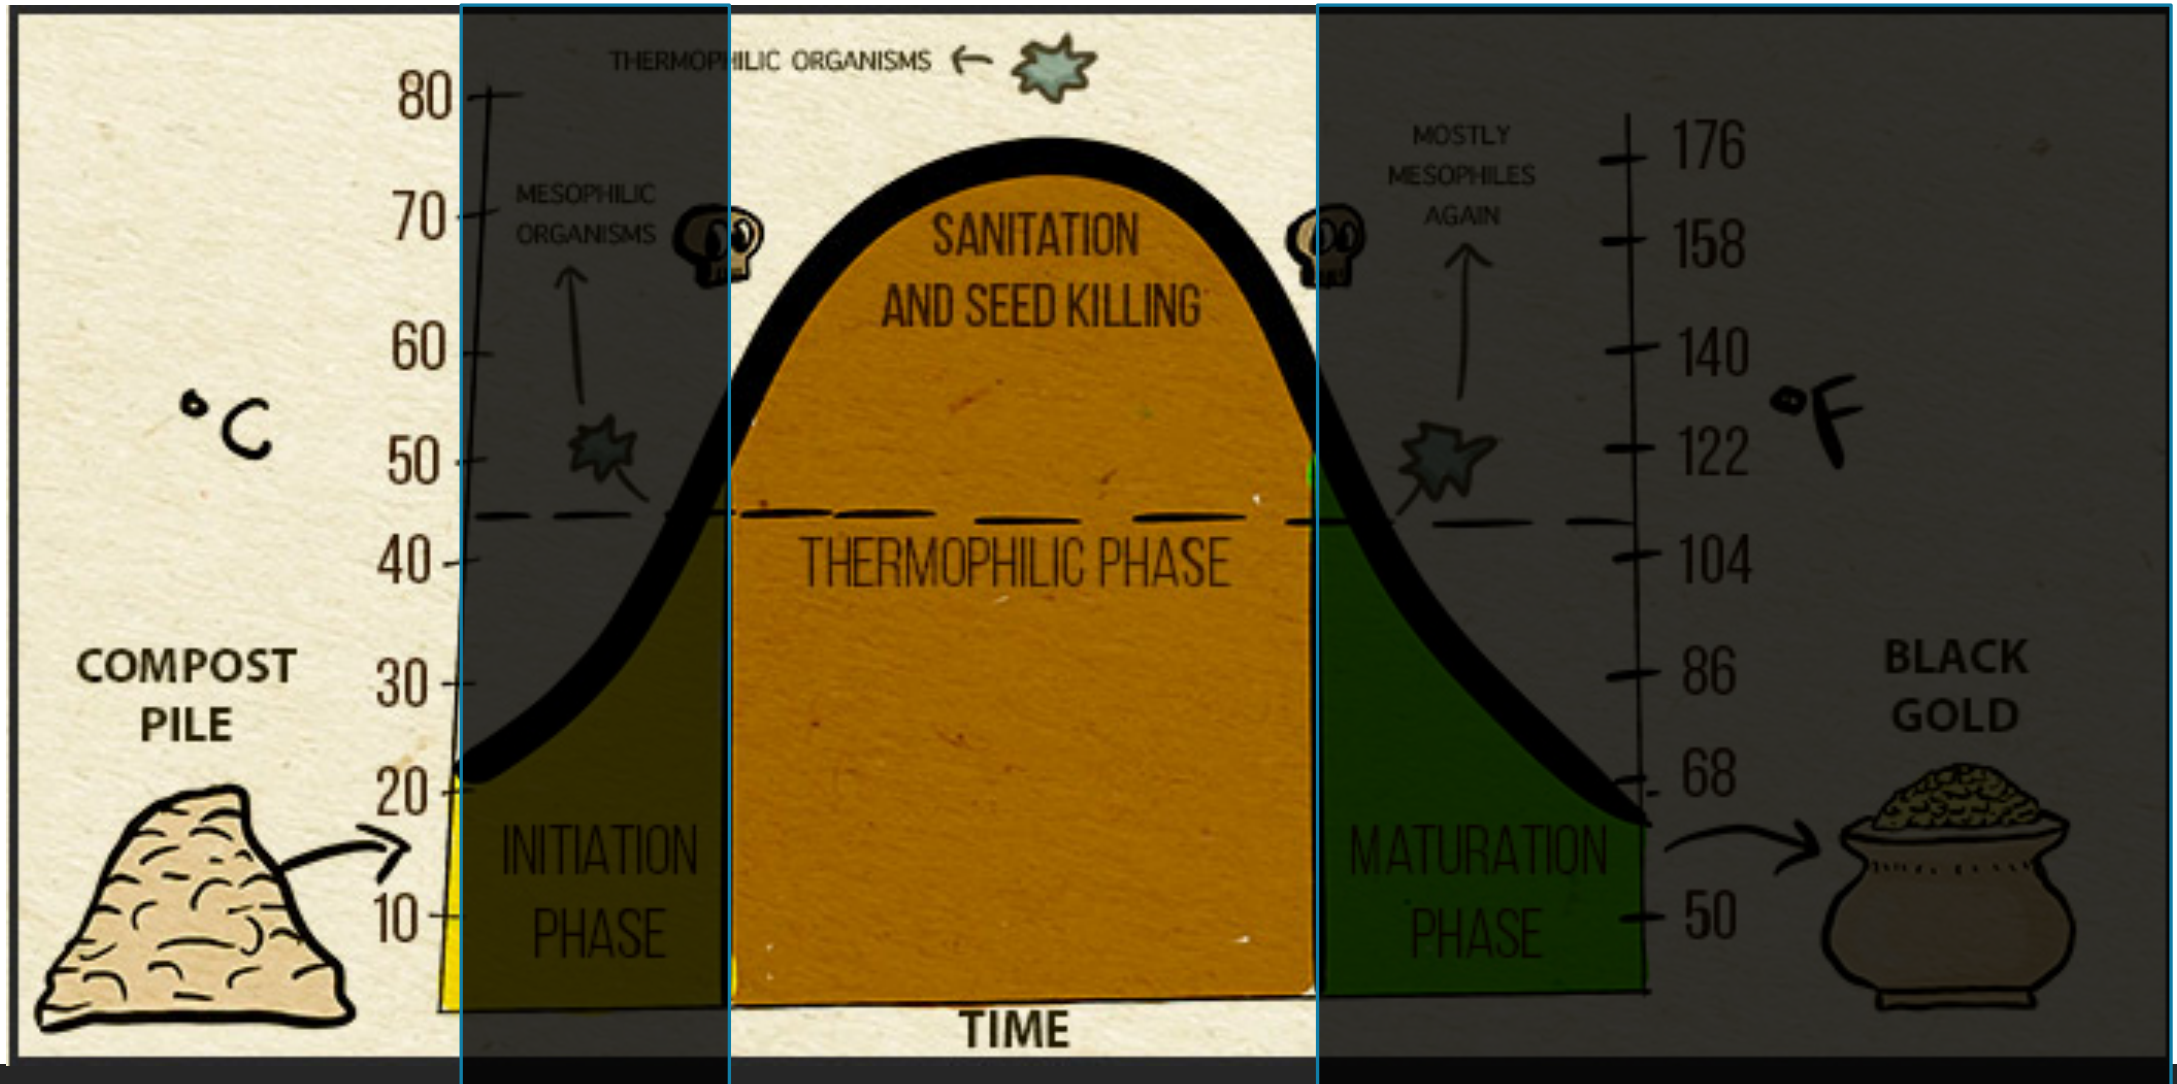 THERMOPHILIC ORGANISMS
80
70
60
50
40
30
20
10
°C
MESOPHILIC
ORGANISMS
SANITATION
AND SEED KILLING
THERMOPHILIC PHASE
MOSTLY
MESOPHILES
AGAIN
176
158
140
122
104
86
68
50
°F
COMPOST
PILE
INITIATION
PHASE
MATURATION
PHASE
BLACK
GOLD
TIME